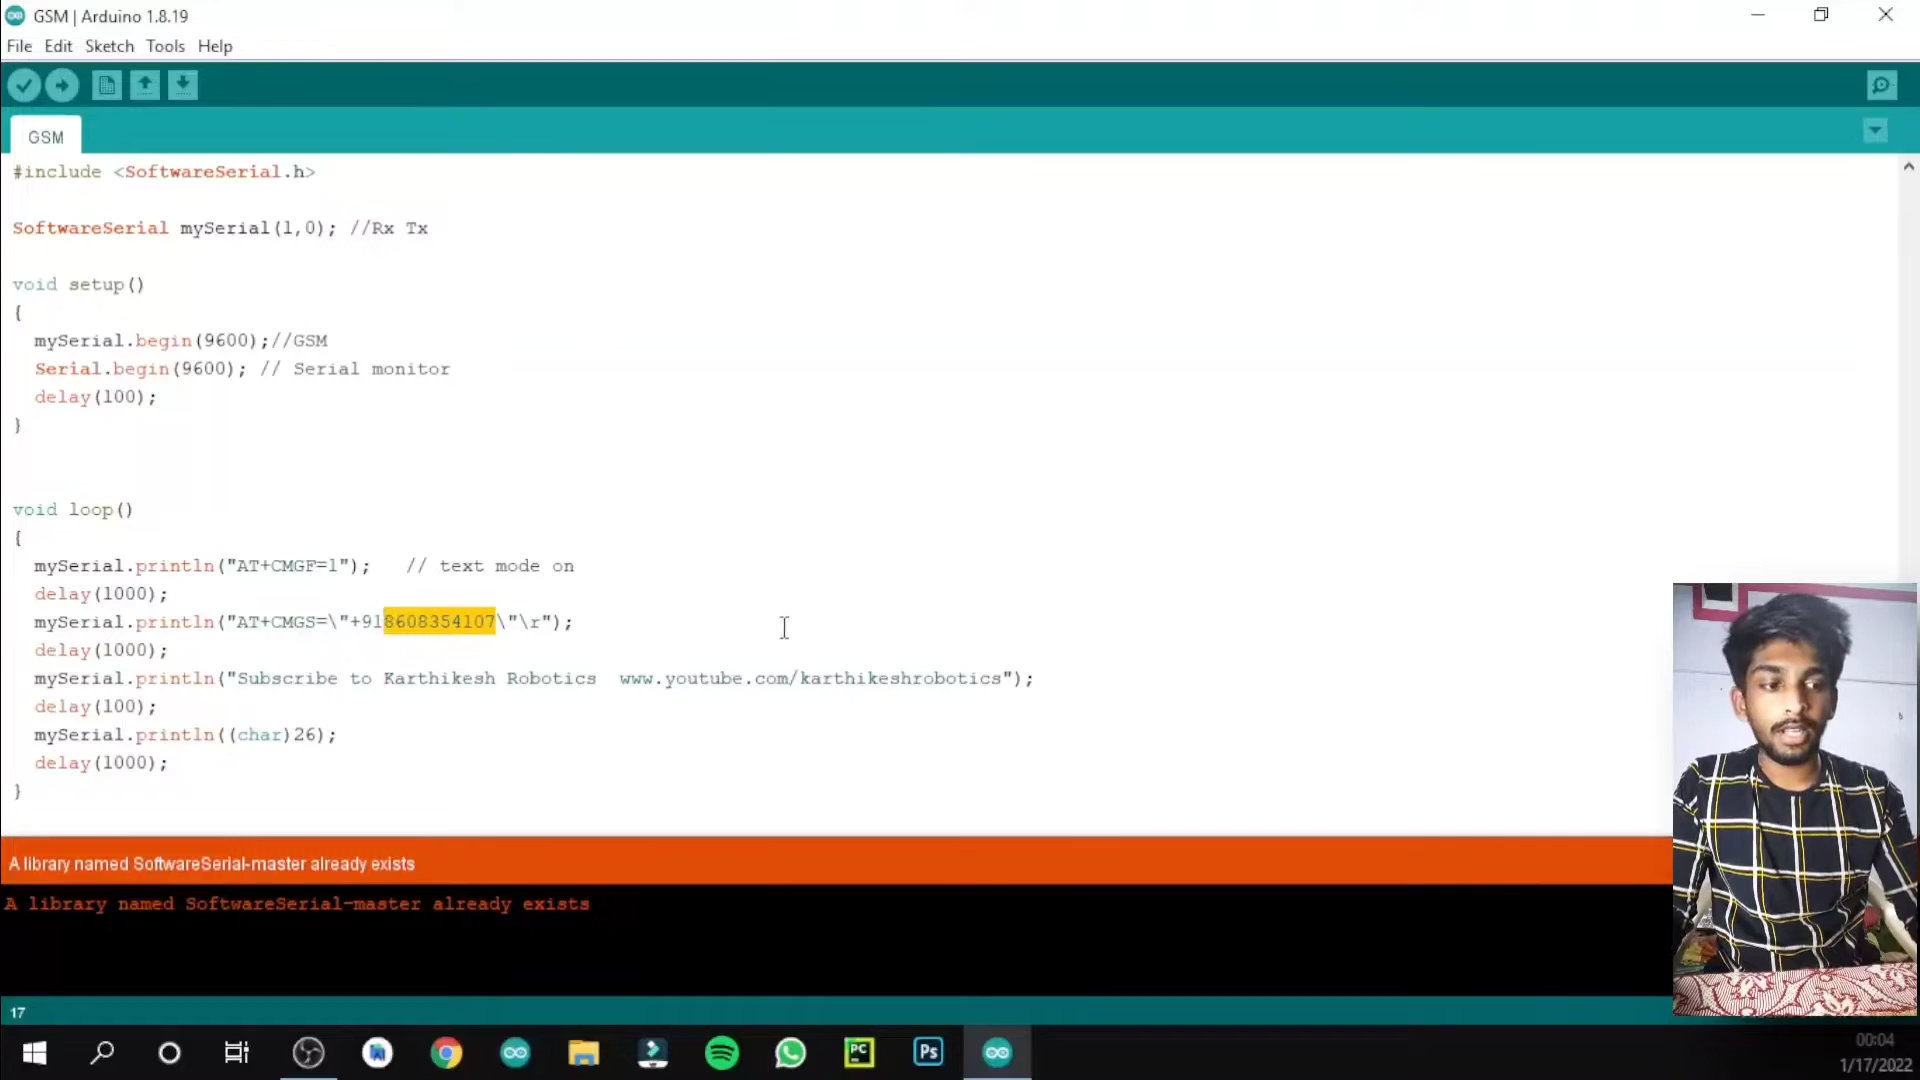 GSM | Arduino 1.8.19
File Edit Sketch Tools Help
GSM
#include <SoftwareSerial.h>
SoftwareSerial mySerial(1,0); //Rx Tx
void setup()
{
mySerial.begin(9600);//GSM
Serial.begin(9600); // Serial monitor
delay(100);
}
void loop()
{
mySerial.println("AT+CMGF=1"); // text mode on
delay(1000);
mySerial.println("AT+CMGS=\"+918608354107\"\r");
delay(1000);
mySerial.println("Subscribe to Karthikesh Robotics  www.youtube.com/karthikeshrobotics");
delay(100);
mySerial.println((char)26);
delay(1000);
}
A library named SoftwareSerial-master already exists
A library named SoftwareSerial-master already exists
17
PC
Ps
00:04
1/17/2022